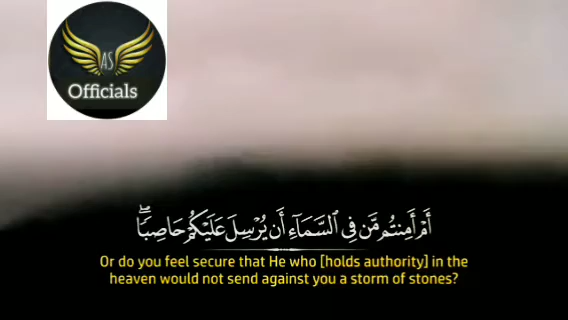 AS
Officials
أَمْ أَمِنتُم مَّن فِي ٱلسَّمَآءِ أَن يُرْسِلَ عَلَيْكُمْ حَاصِبًا ۖ
Or do you feel secure that He who [holds authority] in the
heaven would not send against you a storm of stones?